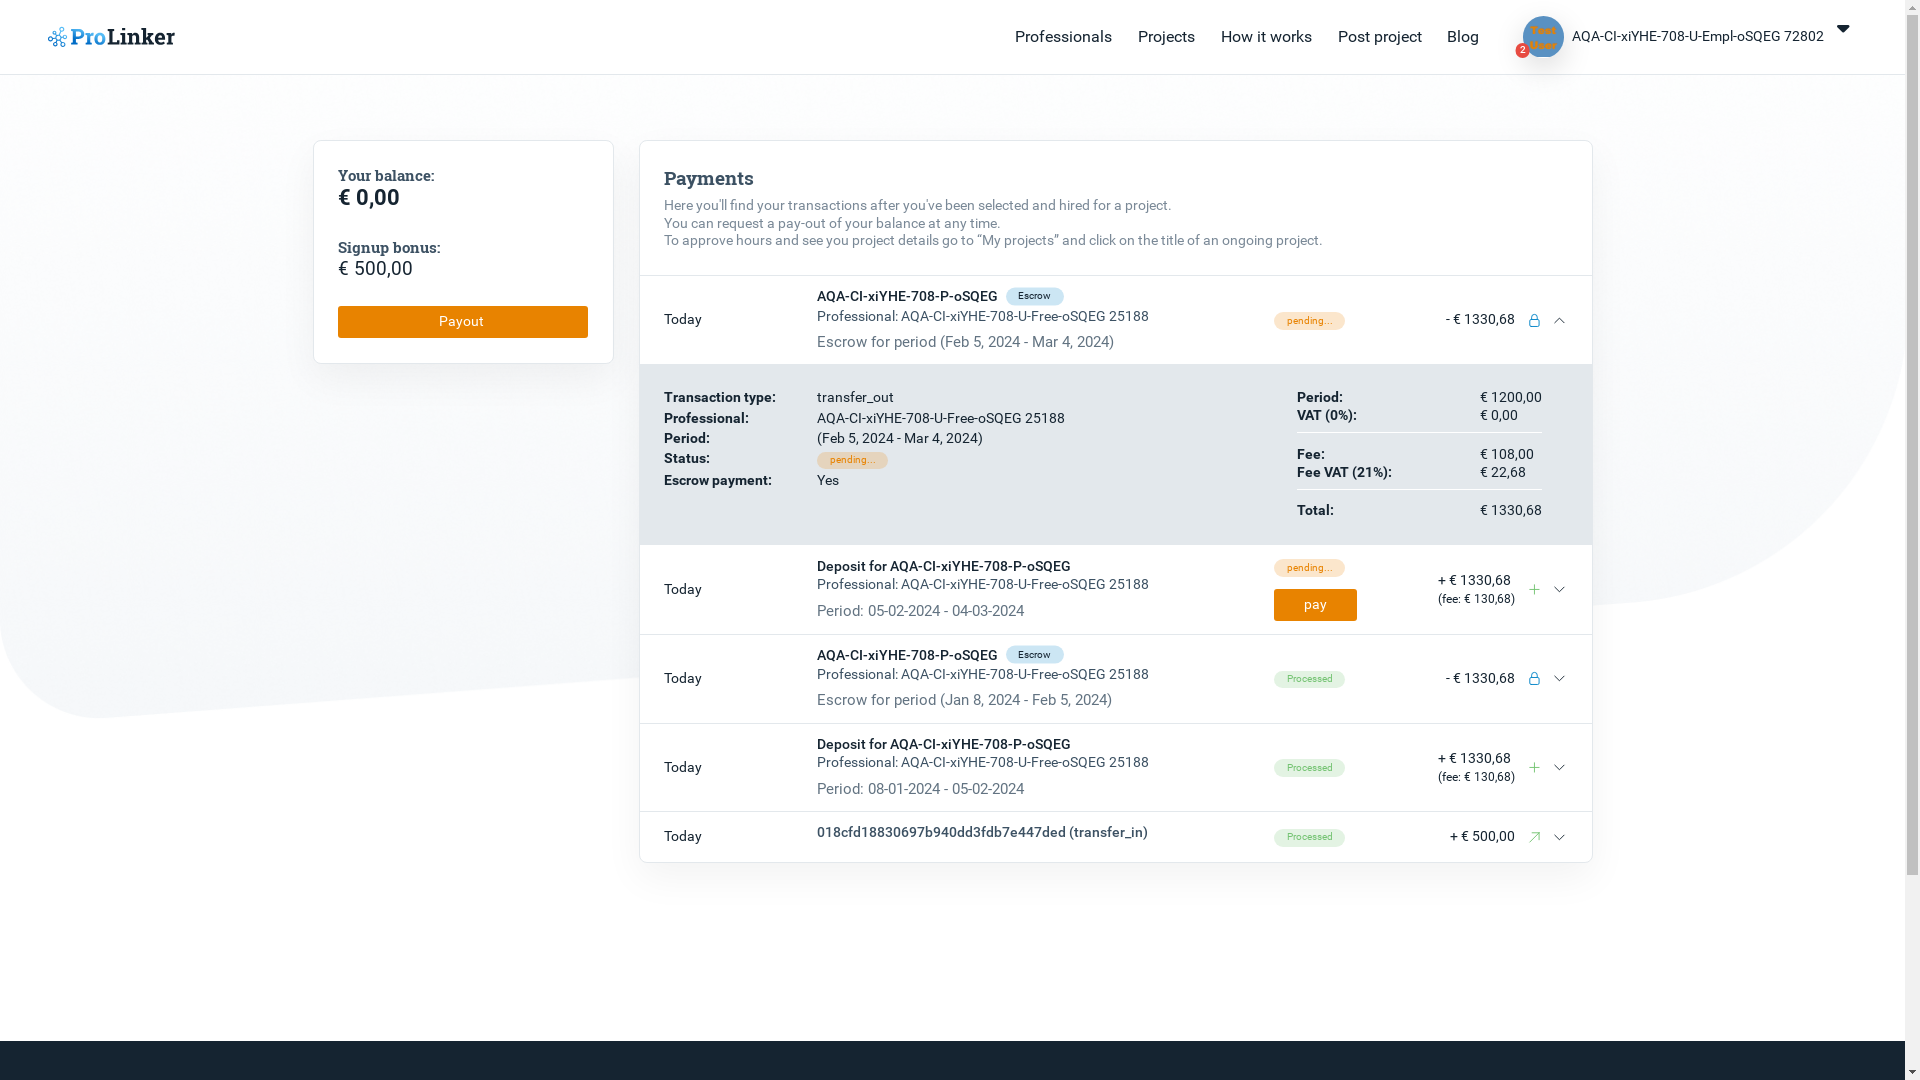 ProLinker
Professionals
Projects
How it works
Post project
Blog
Test
User
2
AQA-CI-xiYHE-708-U-Empl-oSQEG 72802
Your balance:
€ 0,00
Signup bonus:
€ 500,00
Payout
Payments
Here you'll find your transactions after you've been selected and hired for a project.
You can request a pay-out of your balance at any time.
To approve hours and see you project details go to “My projects” and click on the title of an ongoing project.
Today
AQA-CI-xiYHE-708-P-oSQEG Escrow
Professional: AQA-CI-xiYHE-708-U-Free-oSQEG 25188
Escrow for period (Feb 5, 2024 - Mar 4, 2024)
pending...
- € 1330,68
Transaction type: transfer_out
Professional: AQA-CI-xiYHE-708-U-Free-oSQEG 25188
Period: (Feb 5, 2024 - Mar 4, 2024)
Status: pending...
Escrow payment: Yes
Period: € 1200,00
VAT (0%): € 0,00
Fee: € 108,00
Fee VAT (21%): € 22,68
Total: € 1330,68
Today
Deposit for AQA-CI-xiYHE-708-P-oSQEG
Professional: AQA-CI-xiYHE-708-U-Free-oSQEG 25188
Period: 05-02-2024 - 04-03-2024
pending...
pay
+ € 1330,68
(fee: € 130,68)
Today
AQA-CI-xiYHE-708-P-oSQEG Escrow
Professional: AQA-CI-xiYHE-708-U-Free-oSQEG 25188
Escrow for period (Jan 8, 2024 - Feb 5, 2024)
Processed
- € 1330,68
Today
Deposit for AQA-CI-xiYHE-708-P-oSQEG
Professional: AQA-CI-xiYHE-708-U-Free-oSQEG 25188
Period: 08-01-2024 - 05-02-2024
Processed
+ € 1330,68
(fee: € 130,68)
Today
018cfd18830697b940dd3fdb7e447ded (transfer_in)
Processed
+ € 500,00